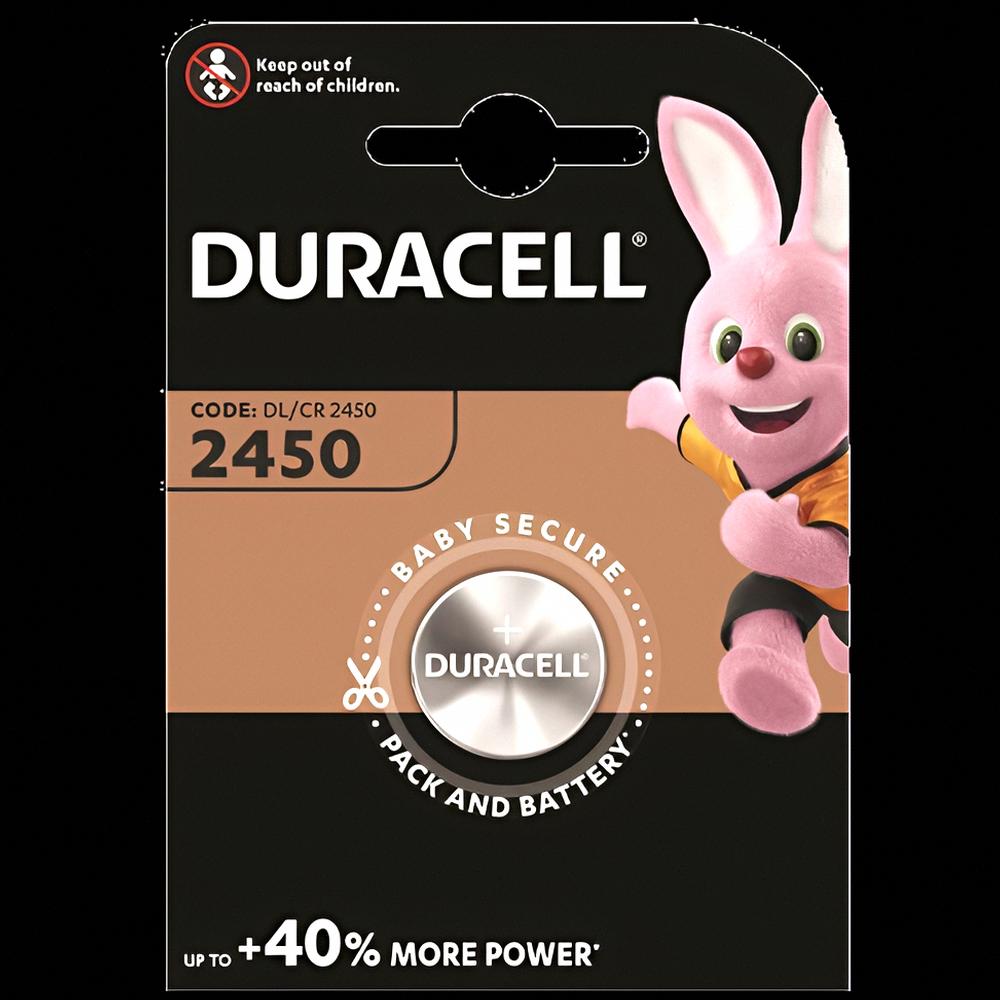 Keep out of
reach of children.
DURACELL®
CODE: DL/CR 2450
2450
BABY SECURE
+
DURACELL
PACK AND BATTERY*
UP TO +40% MORE POWER*